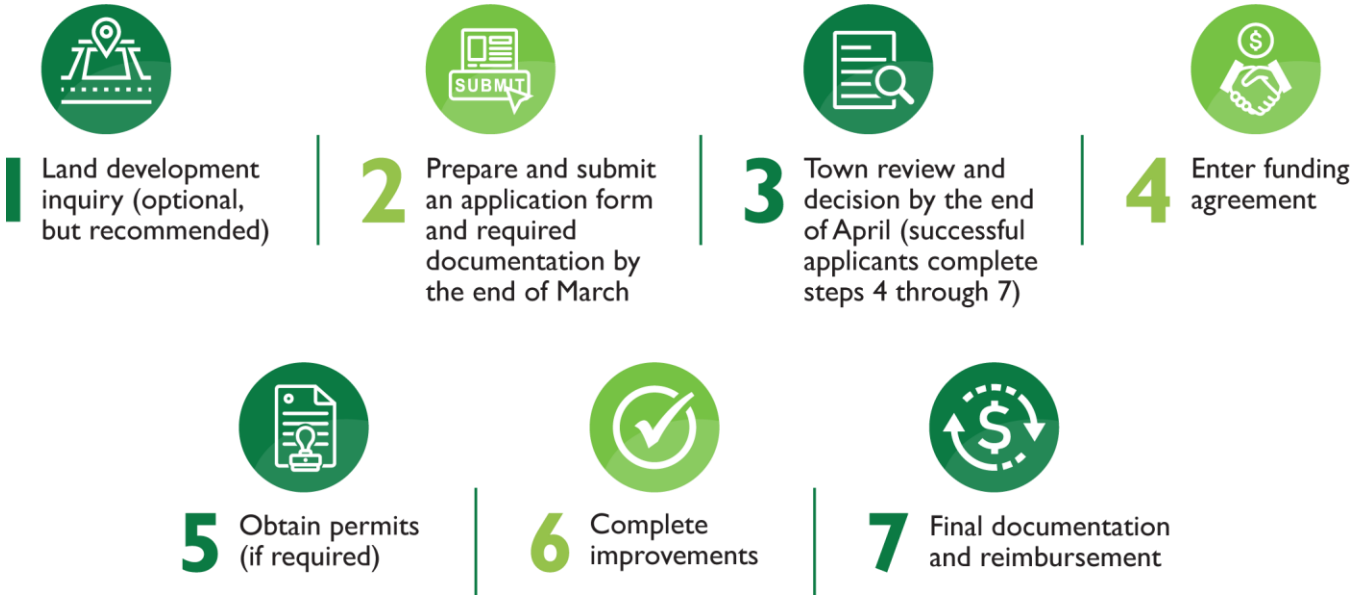 SUBMIT
$
1 Land development
inquiry (optional,
but recommended)
2 Prepare and submit
an application form
and required
documentation by
the end of March
3 Town review and
decision by the end
of April (successful
applicants complete
steps 4 through 7)
4 Enter funding
agreement
$
5 Obtain permits
(if required)
6 Complete
improvements
7 Final documentation
and reimbursement